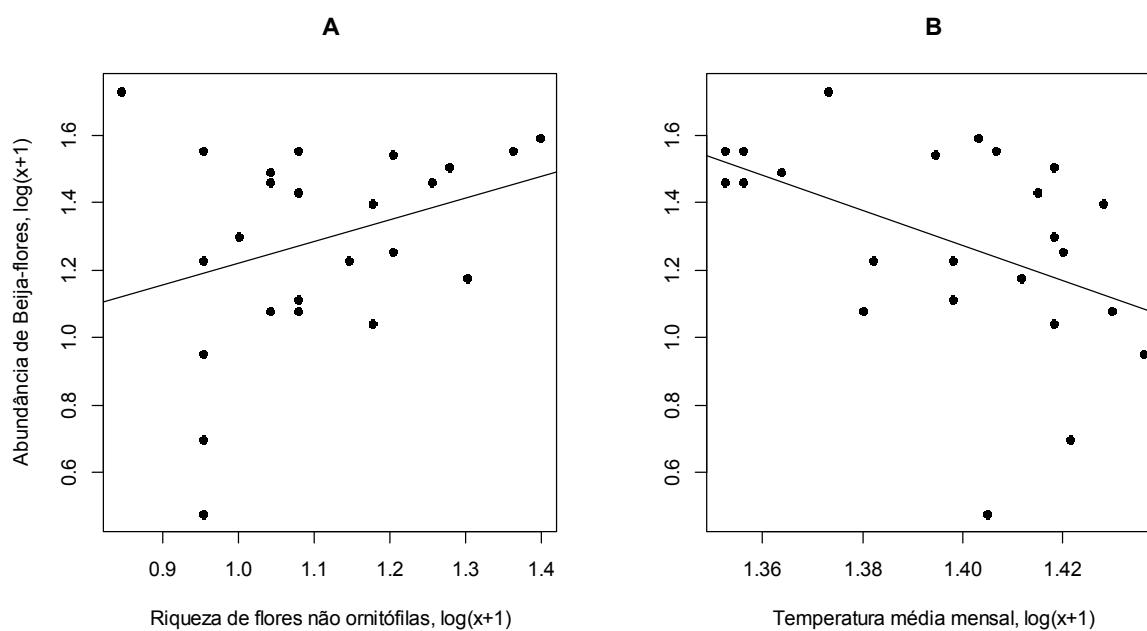 A
B
Abundância de Beija-flores, log(x+1)
1.6
1.4
1.2
1.0
0.8
0.6
0.9 1.0 1.1 1.2 1.3 1.4
Riqueza de flores não ornitófilas, log(x+1)
1.6
1.4
1.2
1.0
0.8
0.6
1.36 1.38 1.40 1.42
Temperatura média mensal, log(x+1)